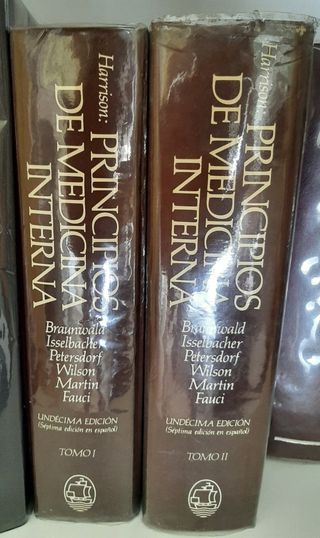 Harrison:
PRINCIPIOS
DE MEDICINA
INTERNA
Braunwald
Isselbacher
Petersdorf
Wilson
Martin
Fauci
UNDÉCIMA EDICIÓN
(Séptima edición en español)
TOMO I
Harrison:
PRINCIPIOS
DE MEDICINA
INTERNA
Braunwald
Isselbacher
Petersdorf
Wilson
Martin
Fauci
UNDÉCIMA EDICIÓN
(Séptima edición en español)
TOMO II